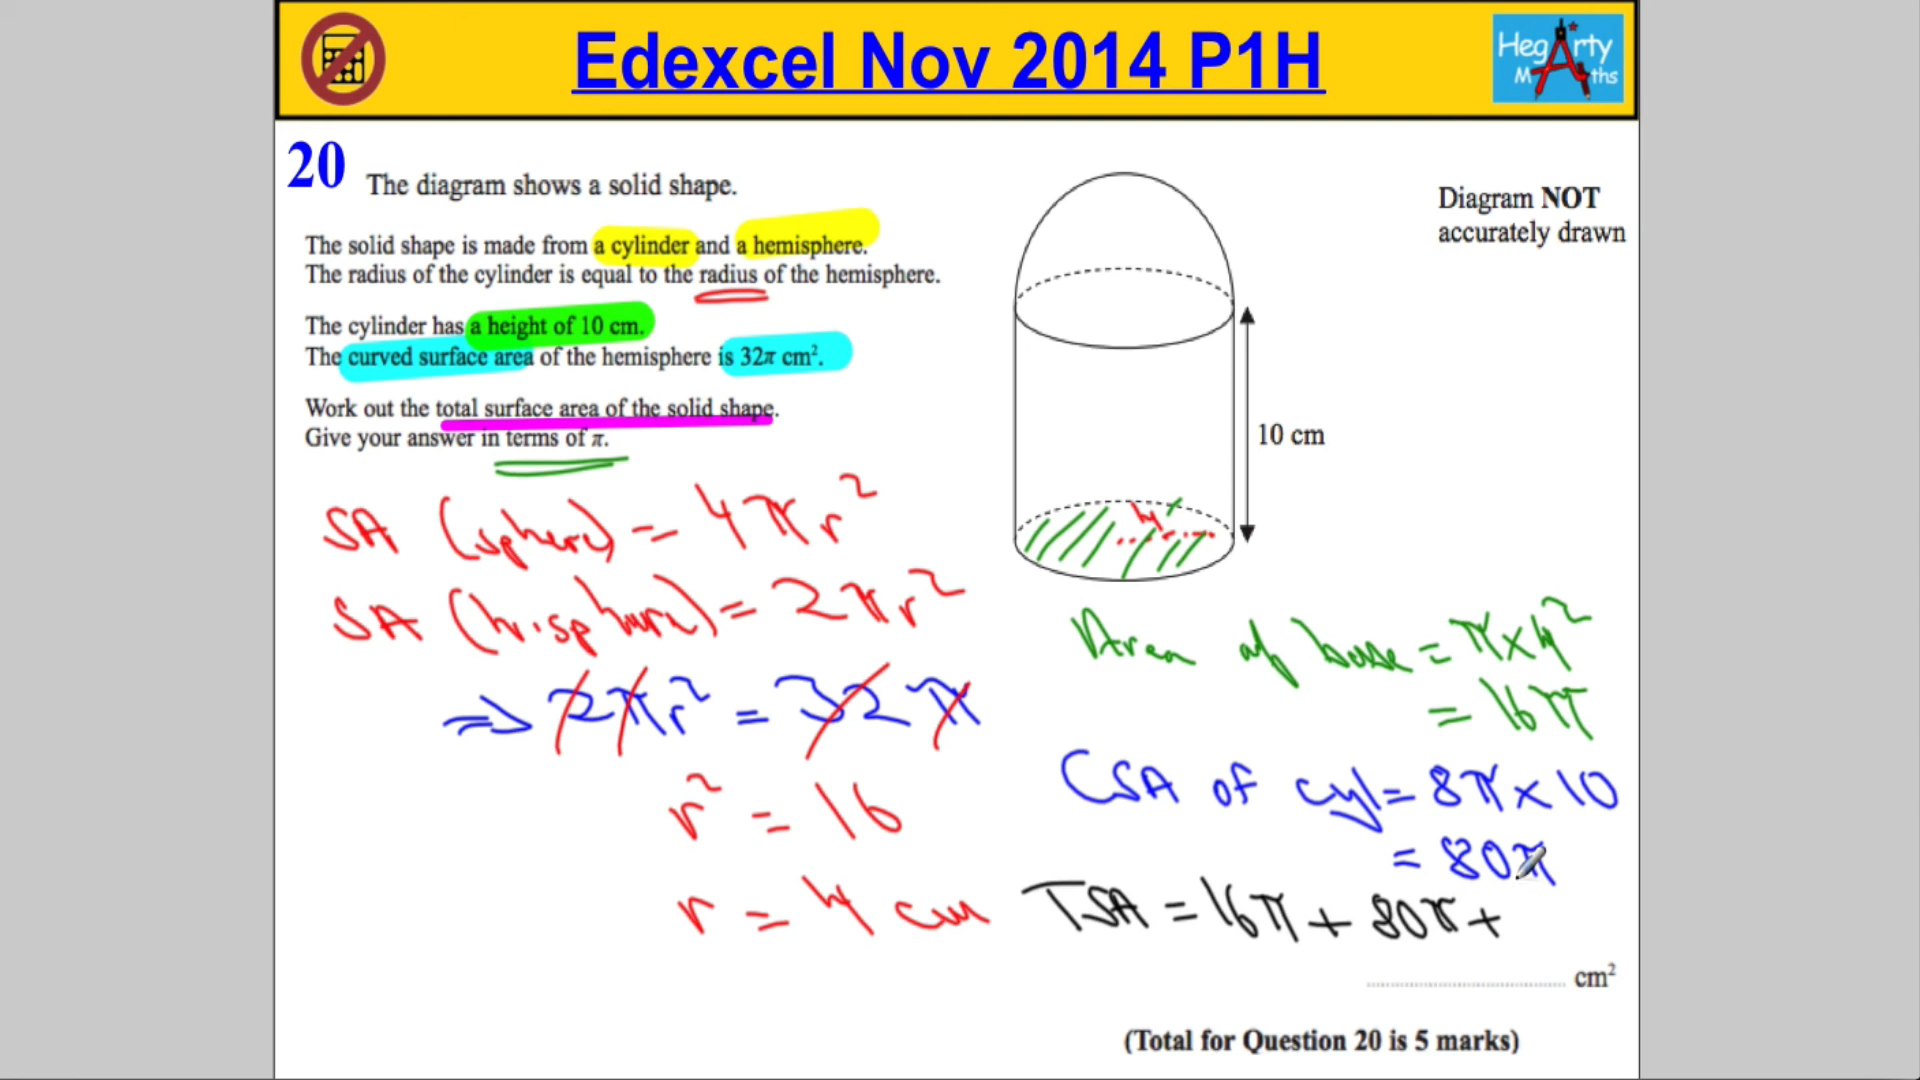 Edexcel Nov 2014 P1H
Hegarty
Maths
20 The diagram shows a solid shape.
The solid shape is made from a cylinder and a hemisphere.
The radius of the cylinder is equal to the radius of the hemisphere.
The cylinder has a height of 10 cm.
The curved surface area of the hemisphere is 32π cm².
Work out the total surface area of the solid shape.
Give your answer in terms of π.
Diagram NOT
accurately drawn
10 cm
4
SA (sphere) = 4πr²
SA (h.sphere) = 2πr²
⇒ 2πr² = 32π
r² = 16
r = 4 cm
Area of base = π×4²
= 16π
CSA of cyl = 8π × 10
= 80π
TSA = 16π + 80π +
cm²
(Total for Question 20 is 5 marks)